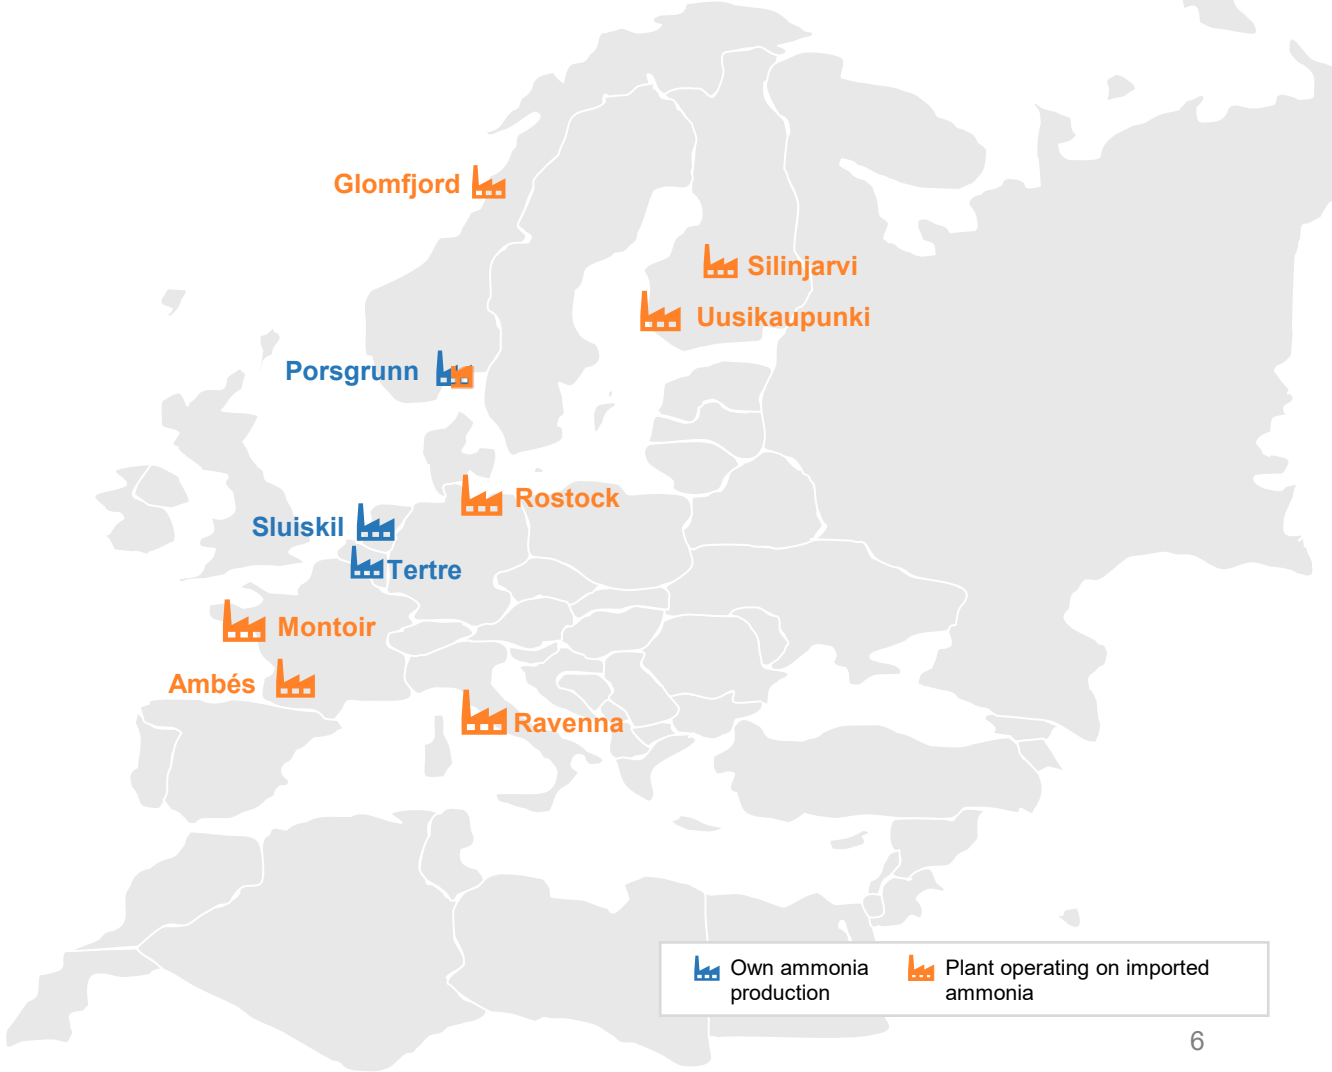 Glomfjord
Silinjarvi
Uusikaupunki
Porsgrunn
Rostock
Sluiskil
Tertre
Montoir
Ambés
Ravenna
Own ammonia
production
Plant operating on imported
ammonia
6